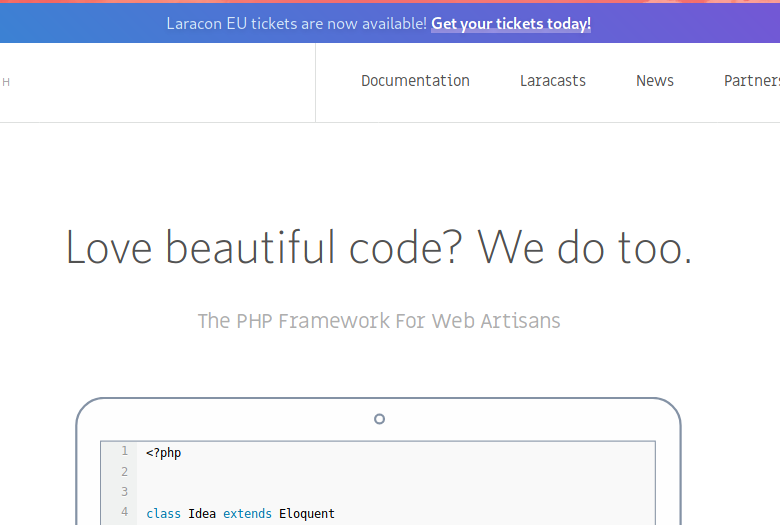 Laracon EU tickets are now available! Get your tickets today!
H
Documentation Laracasts News Partners
Love beautiful code? We do too.
The PHP Framework For Web Artisans
1 <?php
2
3
4 class Idea extends Eloquent